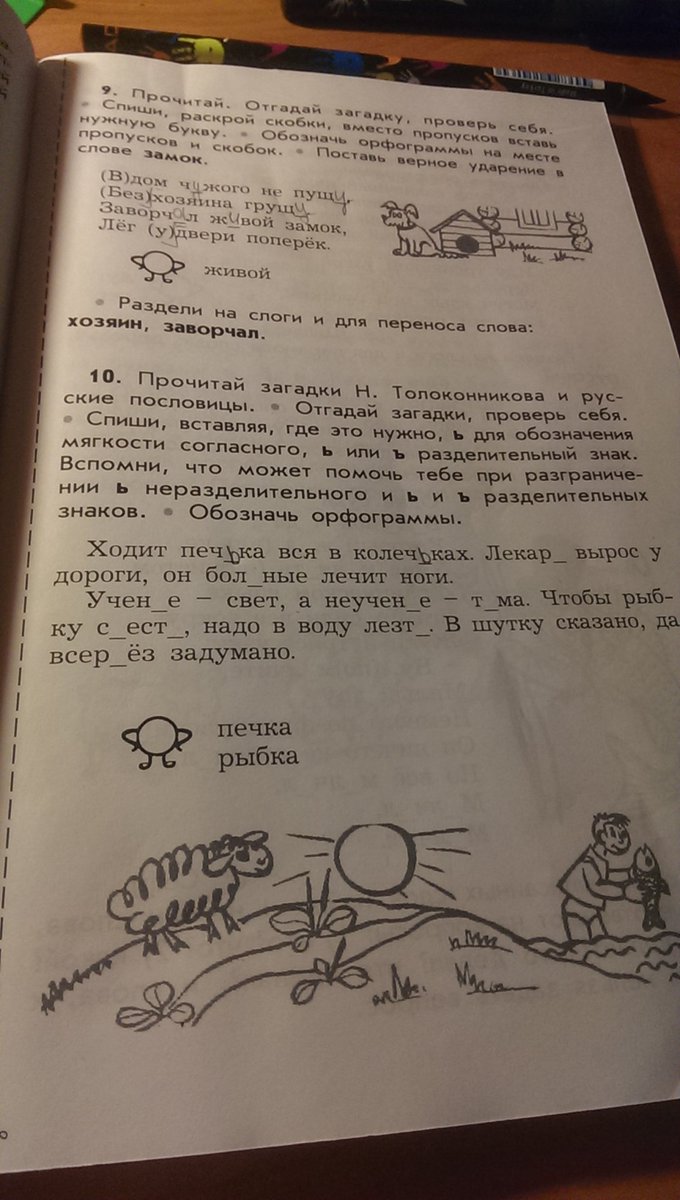 9. Прочитай. Отгадай загадку, проверь себя.
• Спиши, раскрой скобки, вместо пропусков вставь
нужную букву. • Обозначь орфограммы на месте
пропусков и скобок. • Поставь верное ударение в
слове замок.
(В)дом чужого не пущу,
(Без)хозяина грущу.
Заворчал живой замок,
Лёг (у)двери поперёк.
живой
• Раздели на слоги и для переноса слова:
хозяин, заворчал.
10. Прочитай загадки Н. Толоконникова и рус-
ские пословицы. • Отгадай загадки, проверь себя.
• Спиши, вставляя, где это нужно, ь для обозначения
мягкости согласного, ь или ъ разделительный знак.
Вспомни, что может помочь тебе при разграниче-
нии ь неразделительного и ь и ъ разделительных
знаков. • Обозначь орфограммы.
Ходит печька вся в колечьках. Лекар_ вырос у
дороги, он бол_ные лечит ноги.
Учен_е – свет, а неучен_е – т_ма. Чтобы рыб-
ку с_ест_, надо в воду лезт_. В шутку сказано, да
всер_ёз задумано.
печка
рыбка